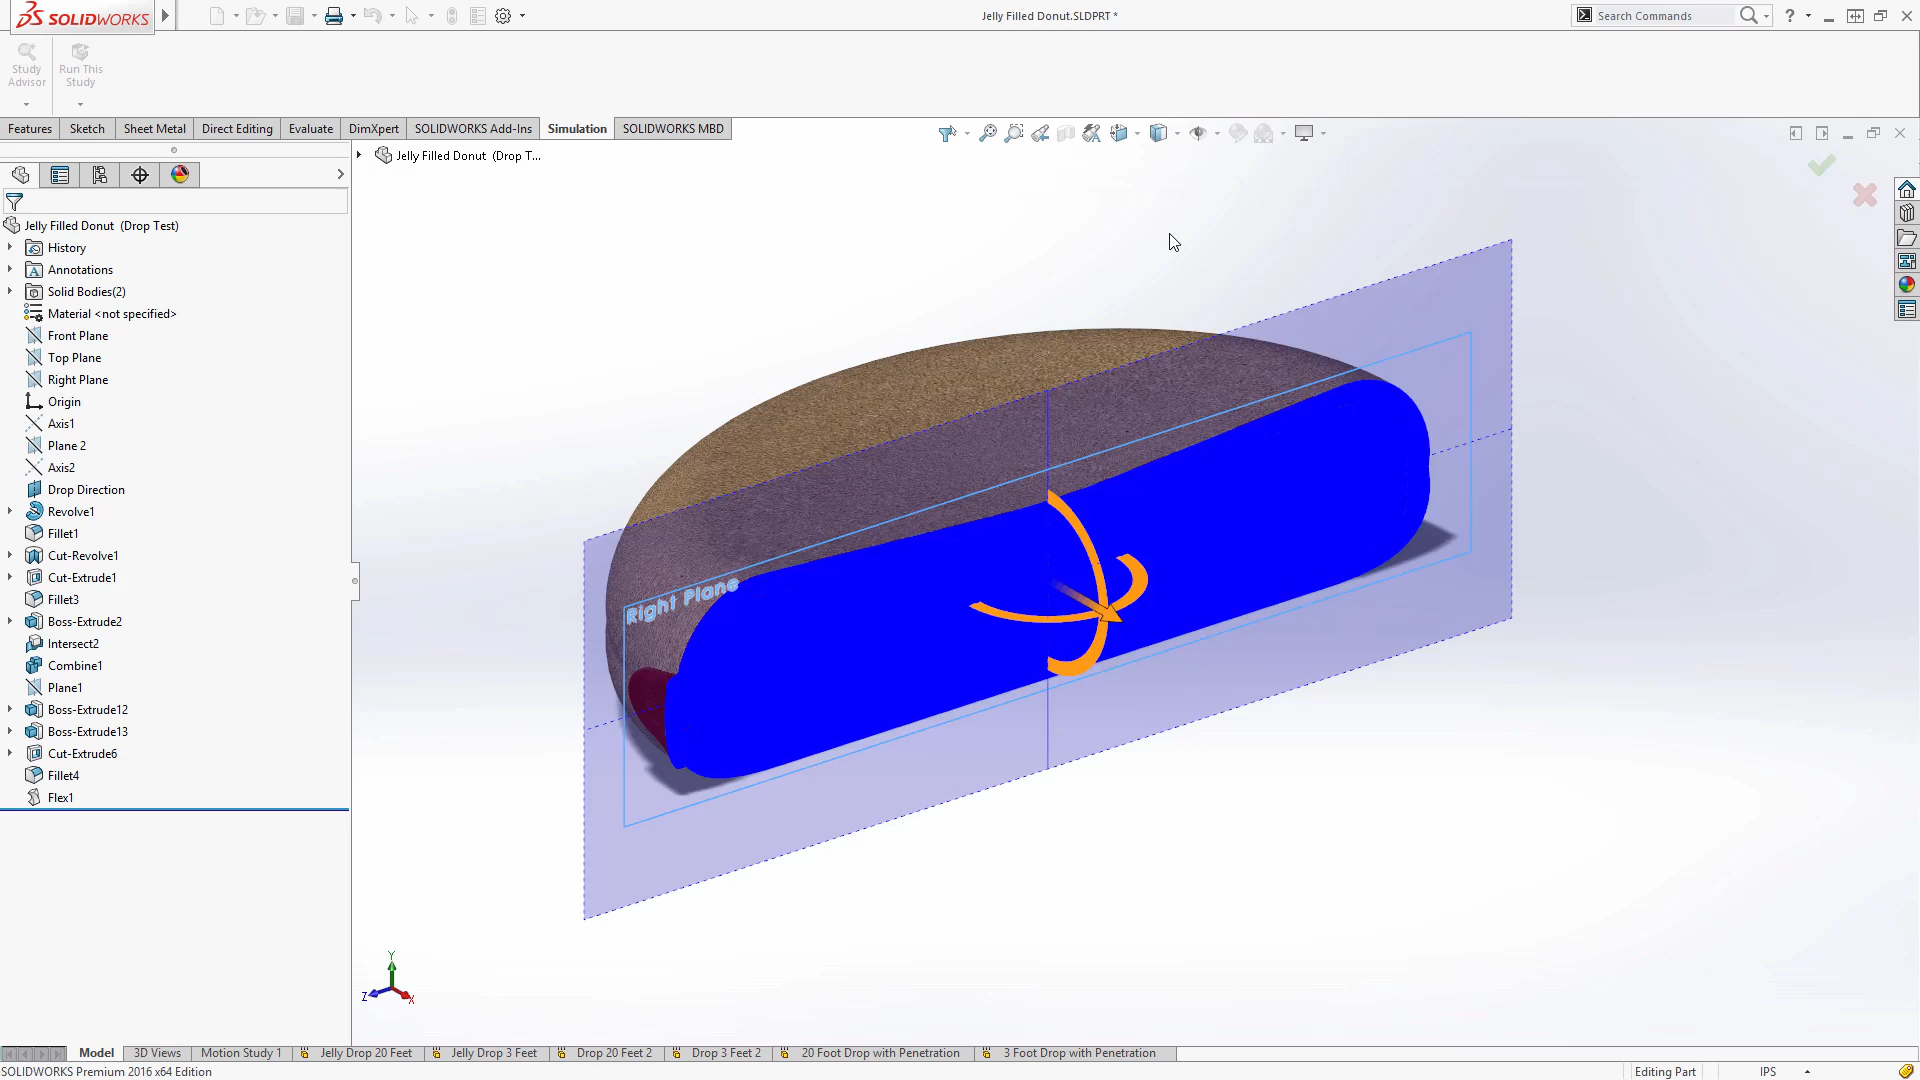 SOLIDWORKS
Jelly Filled Donut.SLDPRT *
Search Commands
?
Study
Advisor
Run This
Study
Features
Sketch
Sheet Metal
Direct Editing
Evaluate
DimXpert
SOLIDWORKS Add-Ins
Simulation
SOLIDWORKS MBD
Jelly Filled Donut (Drop T...
Jelly Filled Donut (Drop Test)
History
Annotations
Solid Bodies(2)
Material <not specified>
Front Plane
Top Plane
Right Plane
Origin
Axis1
Plane 2
Axis2
Drop Direction
Revolve1
Fillet1
Cut-Revolve1
Cut-Extrude1
Fillet3
Boss-Extrude2
Intersect2
Combine1
Plane1
Boss-Extrude12
Boss-Extrude13
Cut-Extrude6
Fillet4
Flex1
Right Plane
Y
Z
X
Model
3D Views
Motion Study 1
Jelly Drop 20 Feet
Jelly Drop 3 Feet
Drop 20 Feet 2
Drop 3 Feet 2
20 Foot Drop with Penetration
3 Foot Drop with Penetration
SOLIDWORKS Premium 2016 x64 Edition
Editing Part
IPS